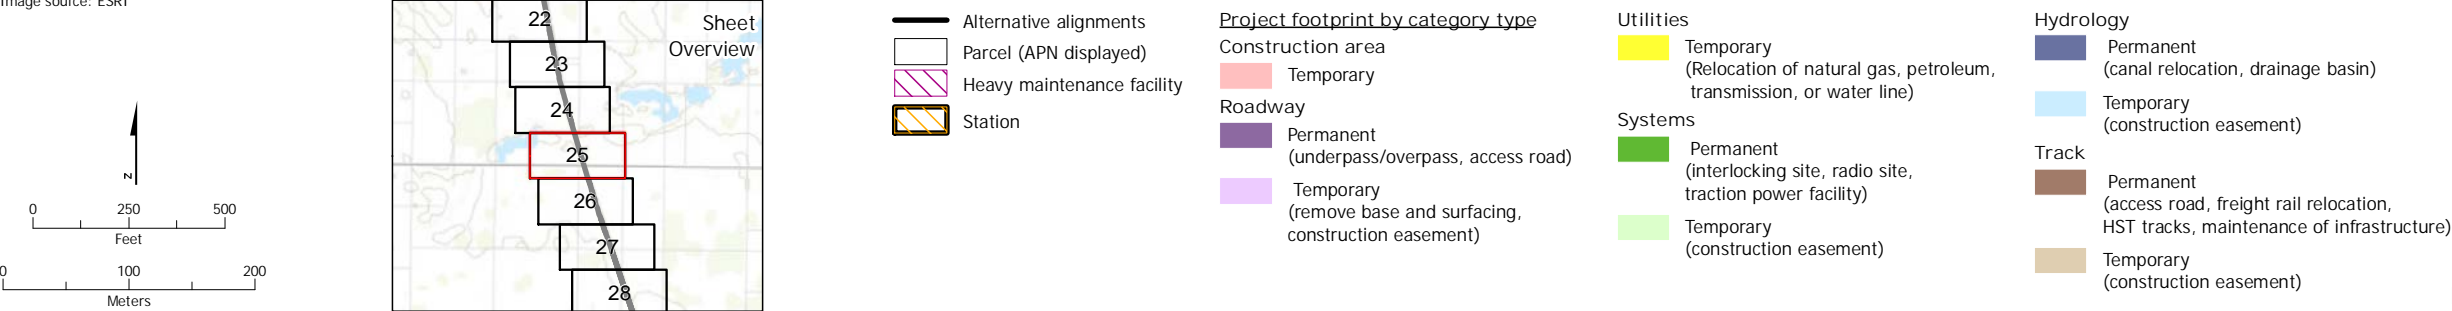 Image source: ESRI
N
0 250 500
Feet
0 100 200
Meters
Sheet
Overview
22
23
24
25
26
27
28
Alternative alignments
Parcel (APN displayed)
Heavy maintenance facility
Station
Project footprint by category type
Construction area
Temporary
Roadway
Permanent
(underpass/overpass, access road)
Temporary
(remove base and surfacing,
construction easement)
Utilities
Temporary
(Relocation of natural gas, petroleum,
transmission, or water line)
Systems
Permanent
(interlocking site, radio site,
traction power facility)
Temporary
(construction easement)
Hydrology
Permanent
(canal relocation, drainage basin)
Temporary
(construction easement)
Track
Permanent
(access road, freight rail relocation,
HST tracks, maintenance of infrastructure)
Temporary
(construction easement)